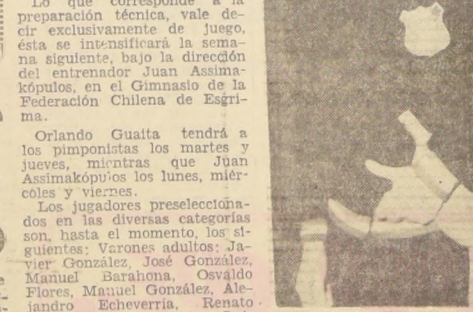 Lo que corresponde a la
preparación técnica, vale de-
cir exclusivamente de juego,
ésta se intensificará la sema-
na siguiente, bajo la dirección
del entrenador Juan Assima-
kópulos, en el Gimnasio de la
Federación Chilena de Esgri-
ma.
Orlando Guaita tendrá a
los pimponistas los martes y
jueves, mientras que Juan
Assimakópulos los lunes, miér-
coles y viernes.
Los jugadores preselecciona-
dos en las diversas categorías
son, hasta el momento, los si-
guientes: Varones adultos: Ja-
vier González, José González,
Manuel Barahona, Osvaldo
Flores, Manuel González, Ale-
jandro Echeverría, Renato